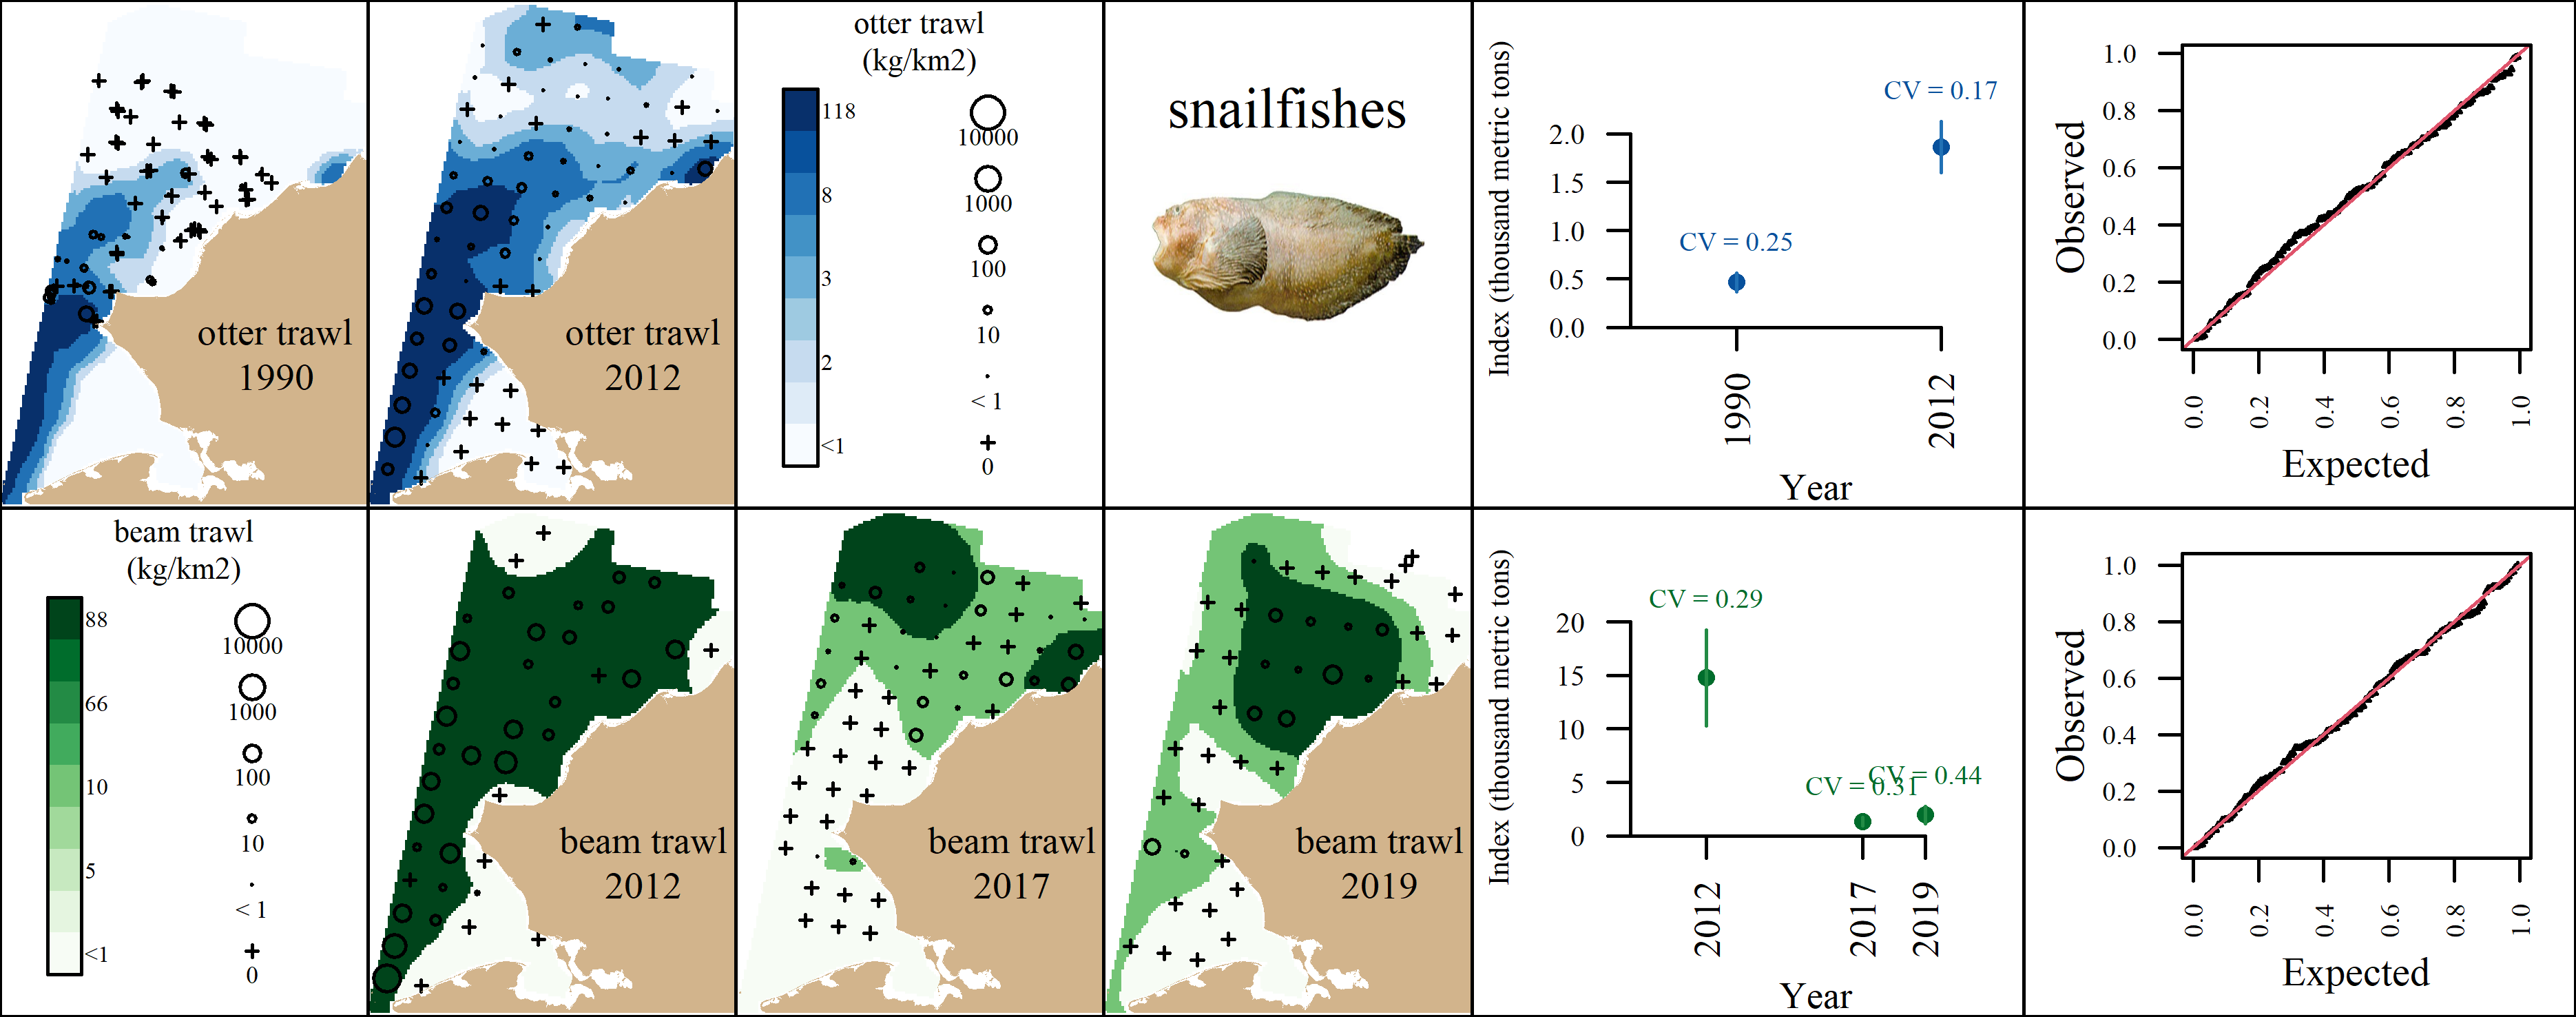 otter trawl
1990
otter trawl
2012
otter trawl
(kg/km2)
118
8
3
2
<1
10000
1000
100
10
< 1
0
snailfishes
Index (thousand metric tons)
2.0
1.5
1.0
0.5
0.0
CV = 0.25
CV = 0.17
1990
2012
Year
Observed
1.0
0.8
0.6
0.4
0.2
0.0
0.0
0.2
0.4
0.6
0.8
1.0
Expected
beam trawl
(kg/km2)
88
66
10
5
<1
10000
1000
100
10
< 1
0
beam trawl
2012
beam trawl
2017
beam trawl
2019
Index (thousand metric tons)
20
15
10
5
0
CV = 0.29
CV = 0.31
CV = 0.44
2012
2017
2019
Year
Observed
1.0
0.8
0.6
0.4
0.2
0.0
0.0
0.2
0.4
0.6
0.8
1.0
Expected